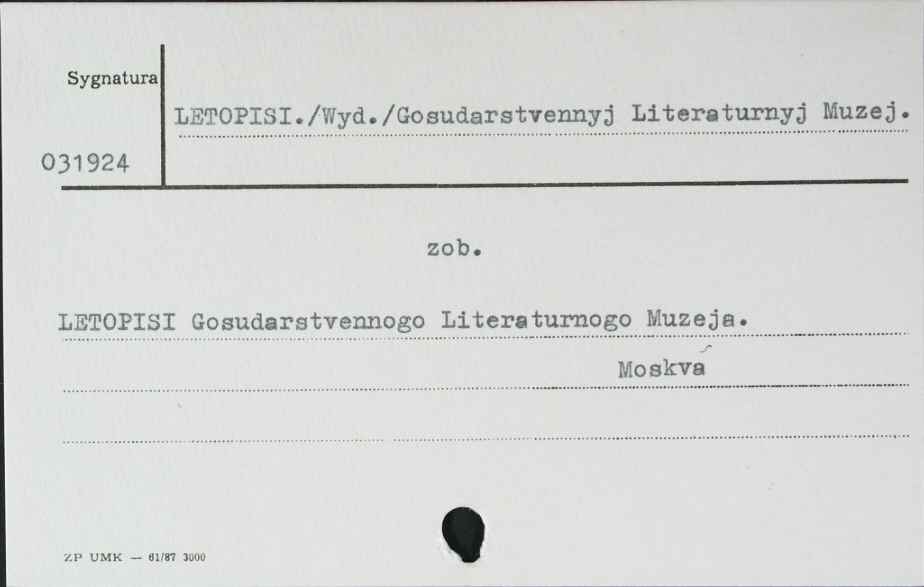 Sygnatura
LETOPISI./Wyd./Gosudarstvennyj Literaturnyj Muzej.
031924
zob.
LETOPISI Gosudarstvennogo Literaturnogo Muzeja.
Moskva
ZP UMK — 61/87 3000